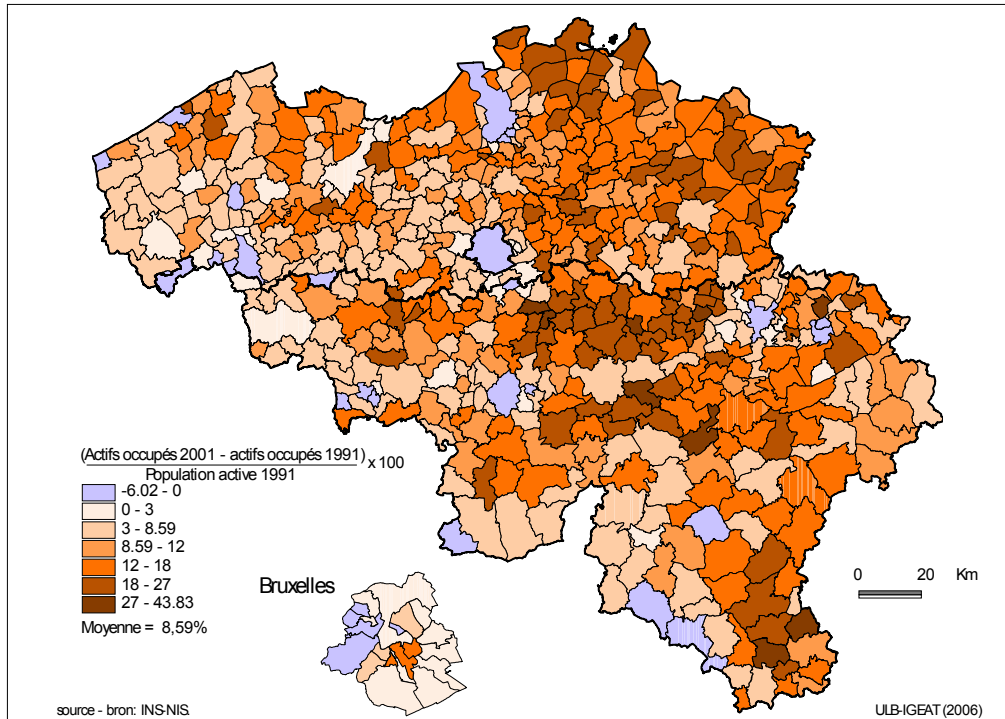 (Actifs occupés 2001 - actifs occupés 1991) x 100
Population active 1991
-6.02 - 0
0 - 3
3 - 8.59
8.59 - 12
12 - 18
18 - 27
27 - 43.83
Moyenne = 8,59%
Bruxelles
0 20 Km
source - bron: INS-NIS.
ULB-IGEAT (2006)